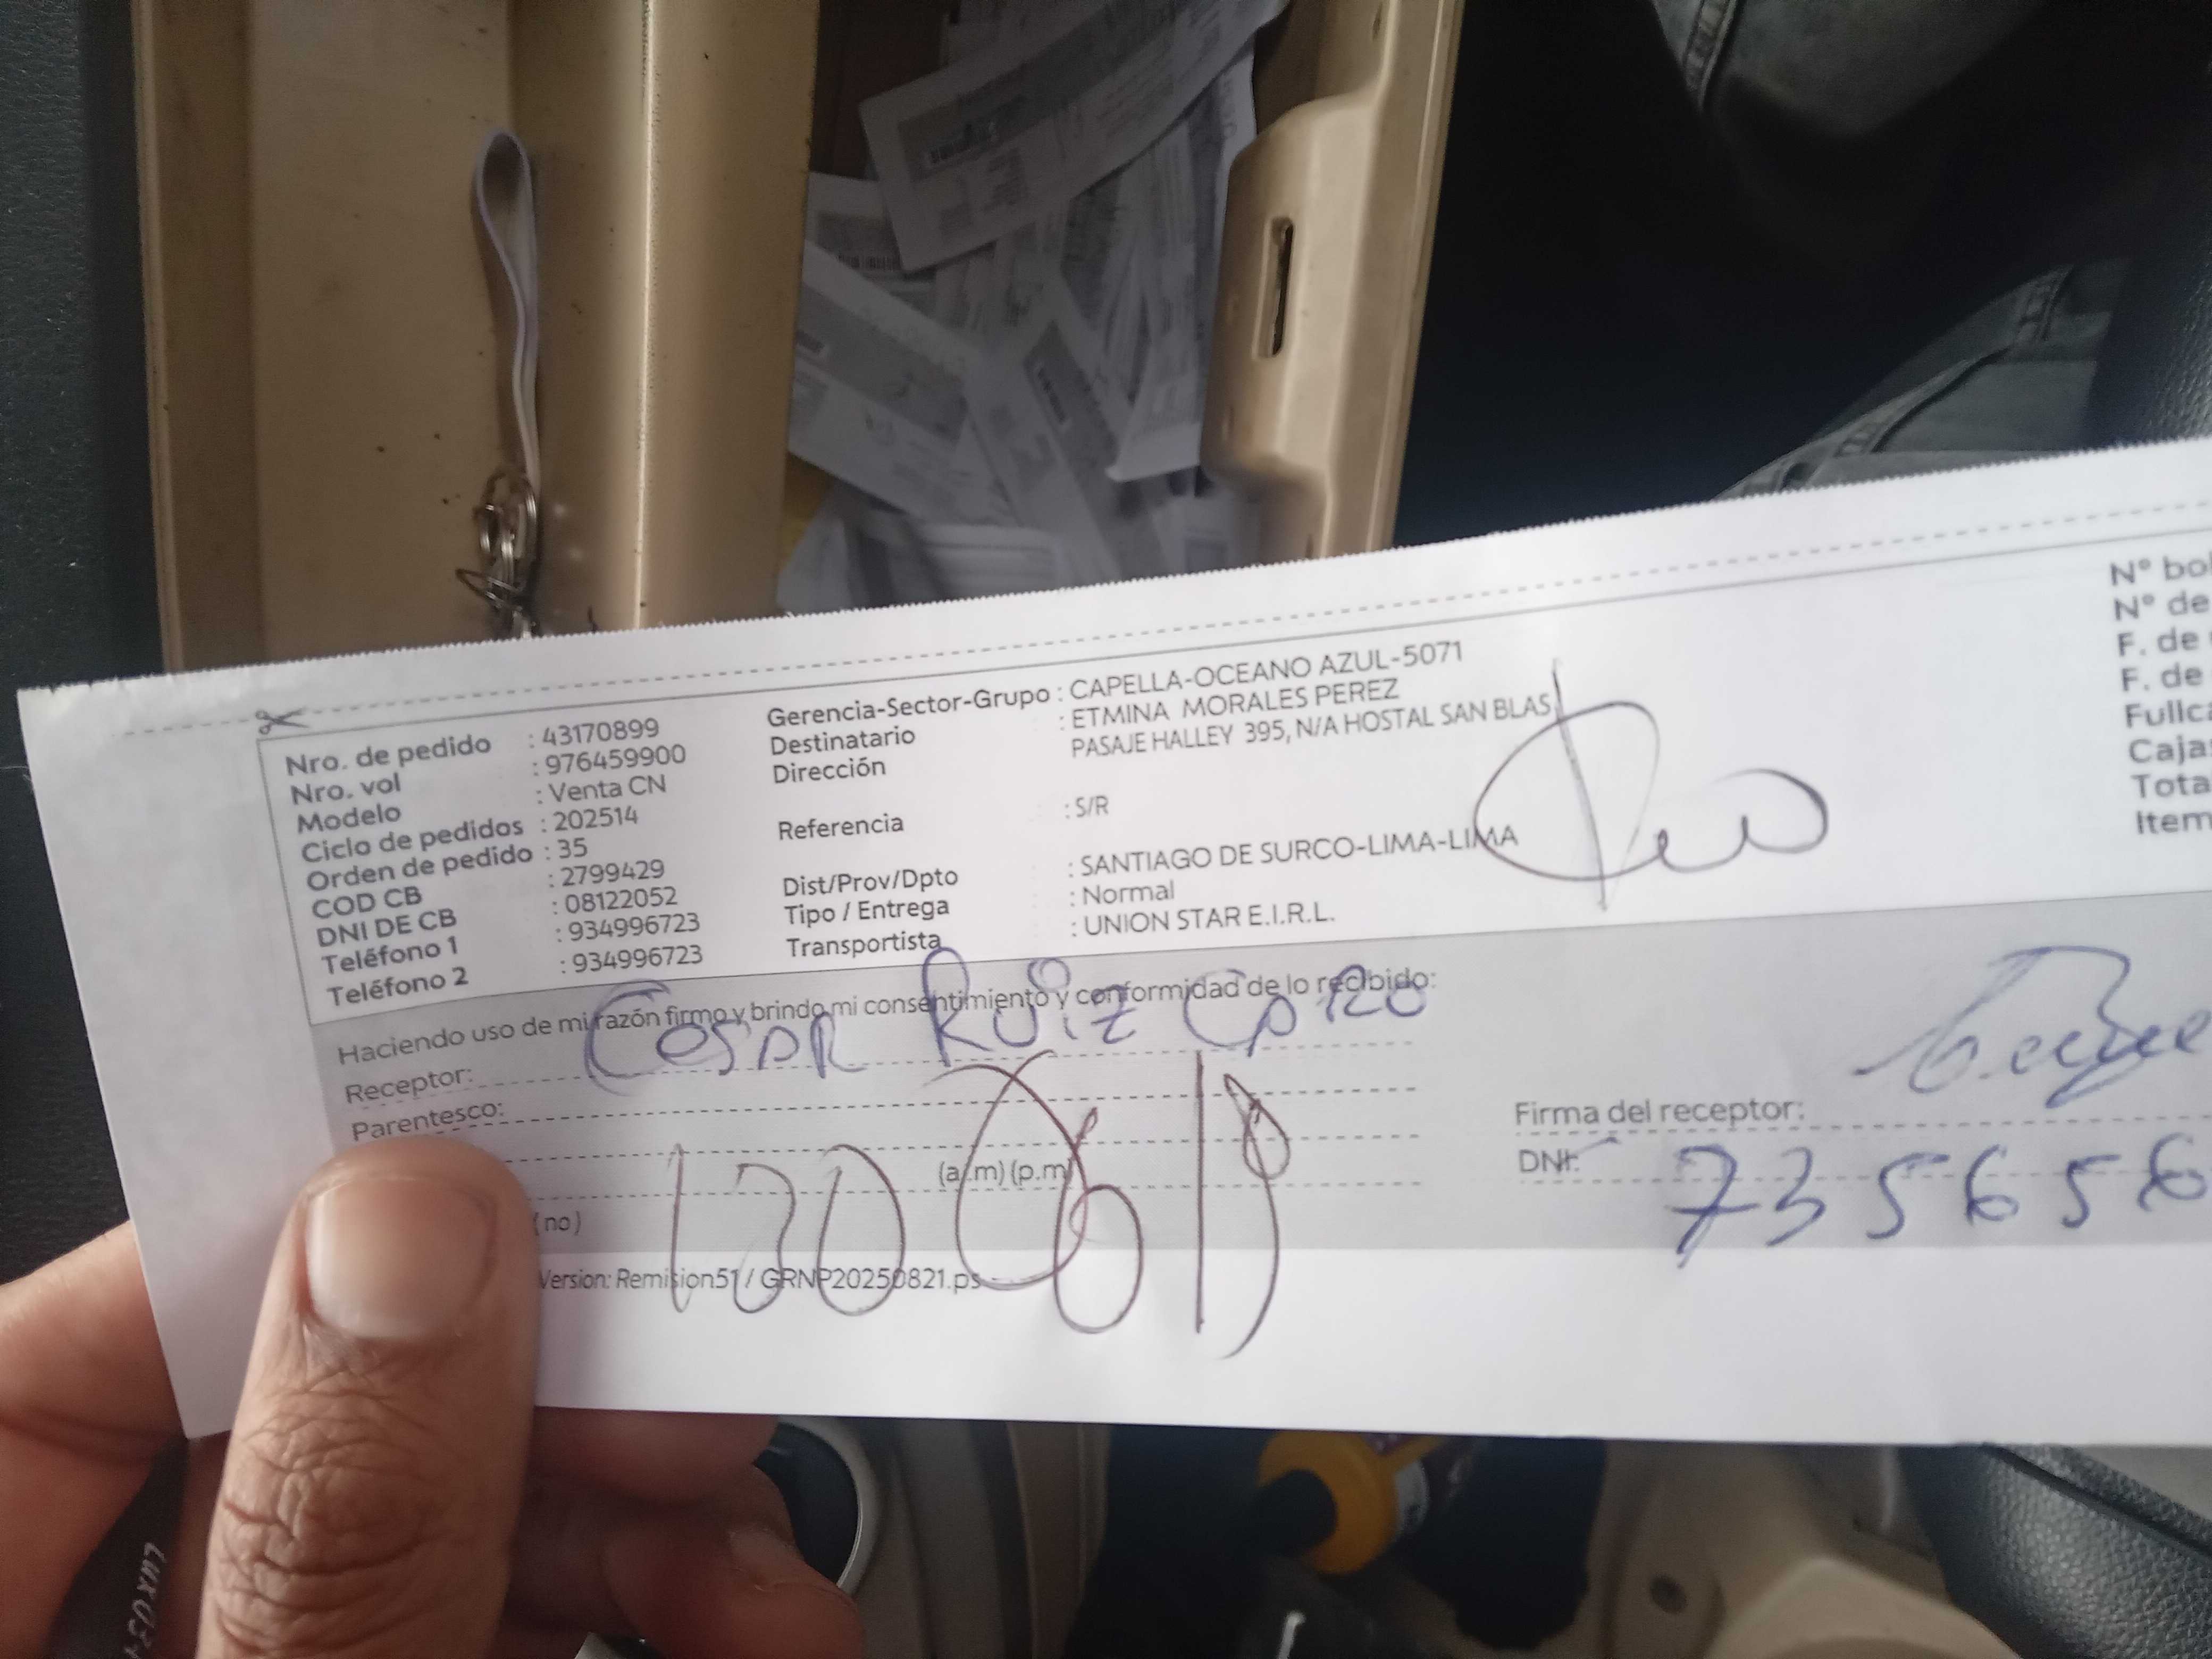 Nro. de pedido : 43170899
Nro. vol : 976459900
Modelo : Venta CN
Ciclo de pedidos : 202514
Orden de pedido : 35
COD CB : 2799429
DNI DE CB : 08122052
Teléfono 1 : 934996723
Teléfono 2 : 934996723
Gerencia-Sector-Grupo : CAPELLA-OCEANO AZUL-5071
Destinatario : ETMINA MORALES PEREZ
Dirección PASAJE HALLEY 395, N/A HOSTAL SAN BLAS
Referencia : S/R
Dist/Prov/Dpto : SANTIAGO DE SURCO-LIMA-LIMA
Tipo / Entrega : Normal
Transportista : UNION STAR E.I.R.L.
N° bol
N° de
F. de
F. de
Fullca
Cajas
Tota
Item
Haciendo uso de mi razón firmo y brindo mi consentimiento y conformidad de lo recibido:
Receptor: Cesar Ruiz
Parentesco:
(a.m) (p.m)
(no)
Firma del receptor:
DNI: 735656
Version: Remision51 / GRNP20250821.ps